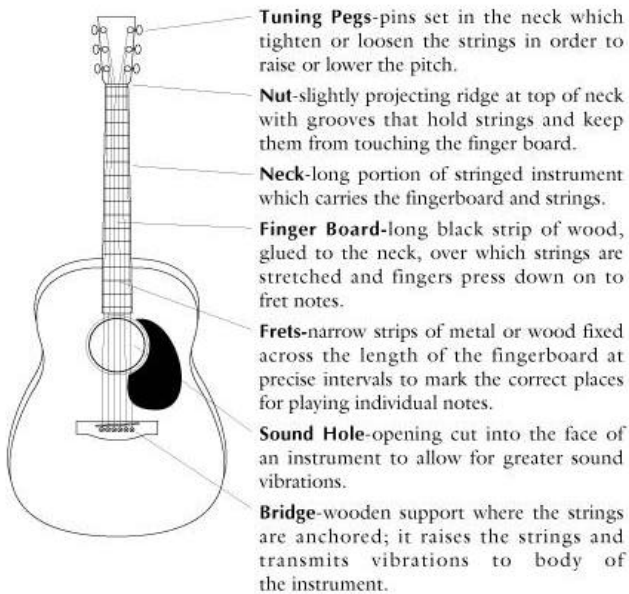 Tuning Pegs-pins set in the neck which
tighten or loosen the strings in order to
raise or lower the pitch.
Nut-slightly projecting ridge at top of neck
with grooves that hold strings and keep
them from touching the finger board.
Neck-long portion of stringed instrument
which carries the fingerboard and strings.
Finger Board-long black strip of wood,
glued to the neck, over which strings are
stretched and fingers press down on to
fret notes.
Frets-narrow strips of metal or wood fixed
across the length of the fingerboard at
precise intervals to mark the correct places
for playing individual notes.
Sound Hole-opening cut into the face of
an instrument to allow for greater sound
vibrations.
Bridge-wooden support where the strings
are anchored; it raises the strings and
transmits vibrations to body of
the instrument.